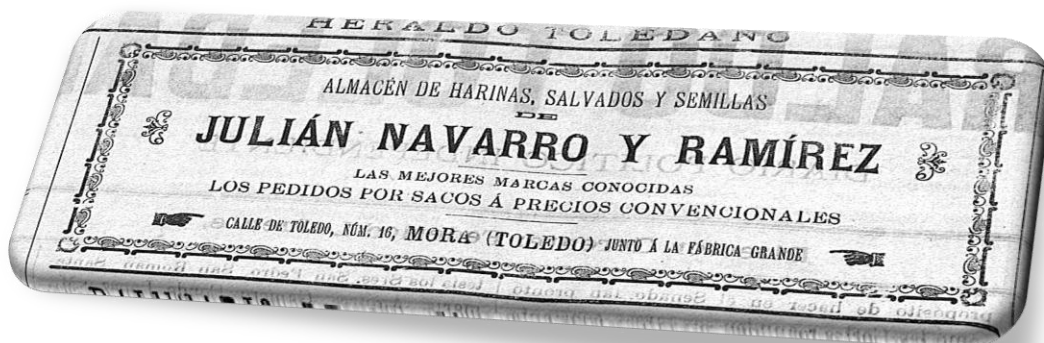 HERALDO TOLEDANO
ALMACÉN DE HARINAS, SALVADOS Y SEMILLAS
DE
JULIÁN NAVARRO Y RAMÍREZ
LAS MEJORES MARCAS CONOCIDAS
LOS PEDIDOS POR SACOS Á PRECIOS CONVENCIONALES
CALLE DE TOLEDO, NÚM. 16, MORA (TOLEDO) JUNTO Á LA FÁBRICA GRANDE